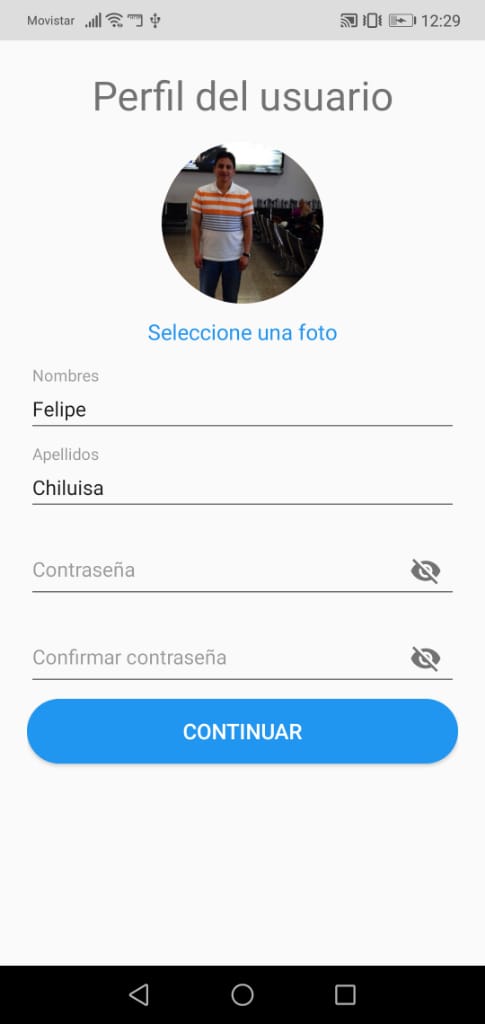 Movistar 12:29
Perfil del usuario
Seleccione una foto
Nombres
Felipe
Apellidos
Chiluisa
Contraseña
Confirmar contraseña
CONTINUAR